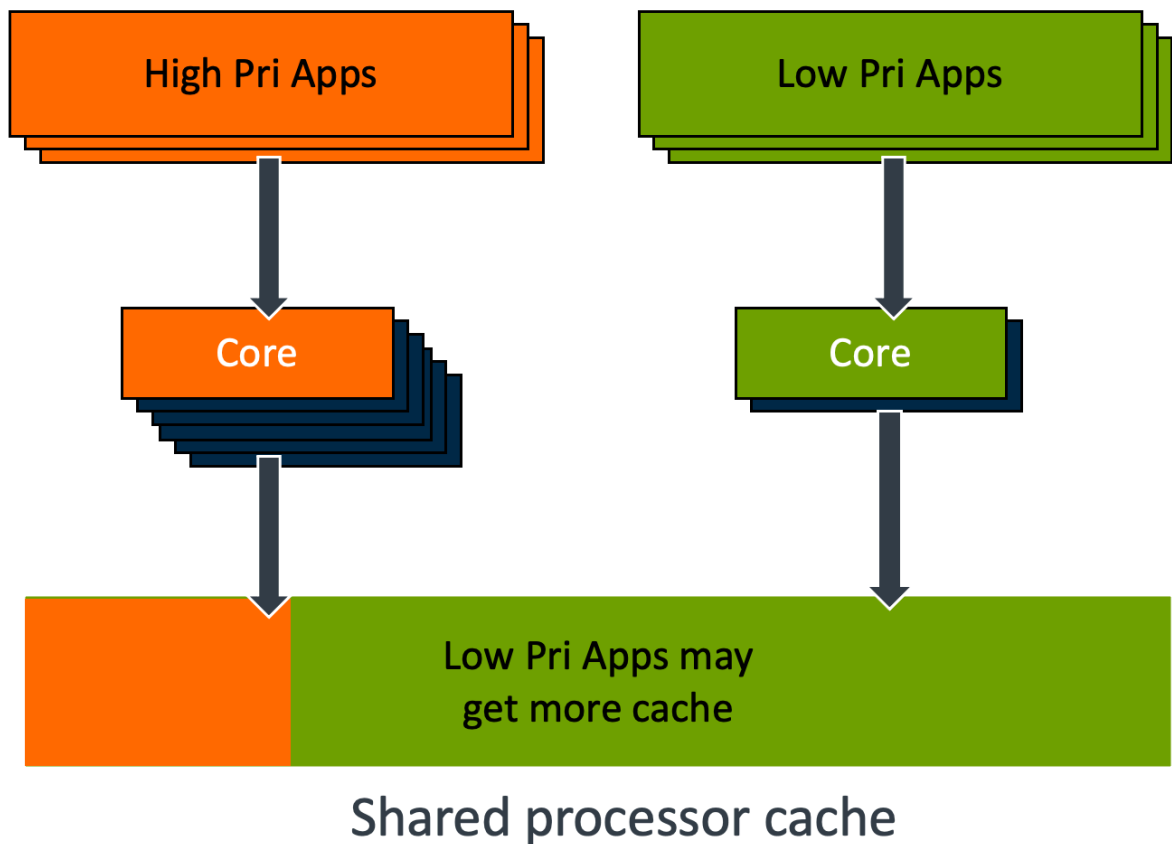 High Pri Apps
Low Pri Apps
Core
Core
Low Pri Apps may
get more cache
Shared processor cache